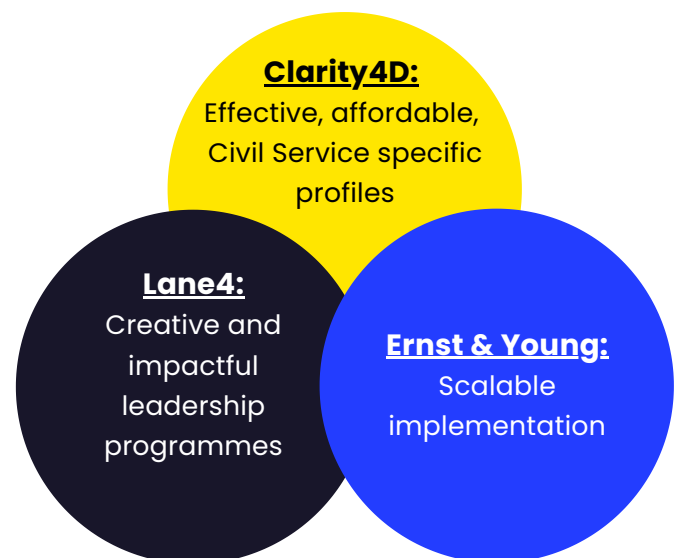 Clarity4D:
Effective, affordable,
Civil Service specific
profiles
Lane4:
Creative and
impactful
leadership
programmes
Ernst & Young:
Scalable
implementation